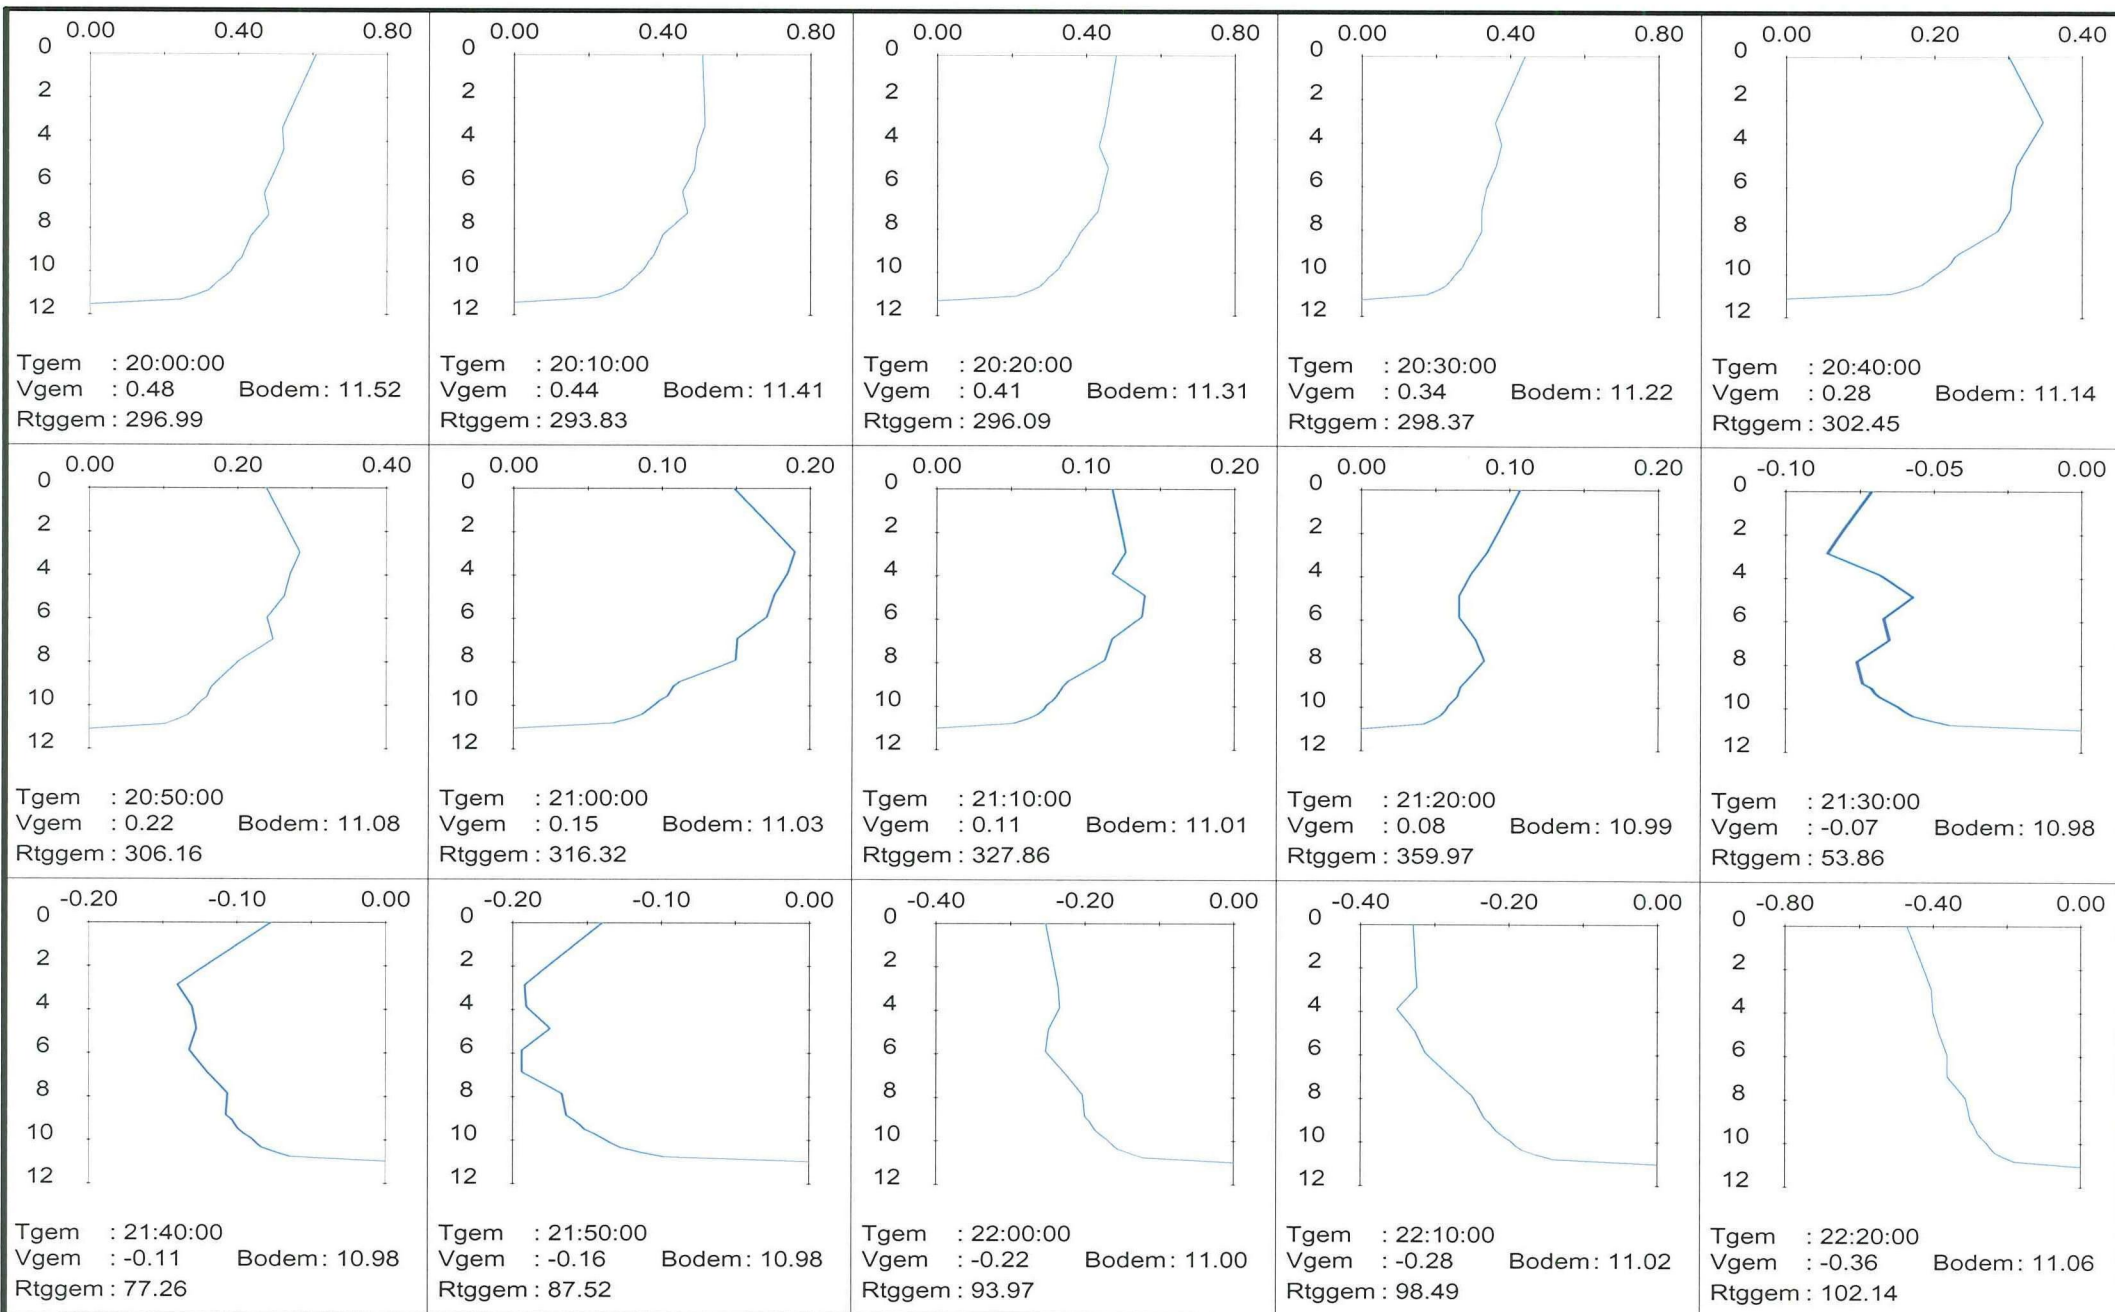 0.00 0.40 0.80
0
2
4
6
8
10
12
Tgem : 20:00:00
Vgem : 0.48 Bodem: 11.52
Rtggem : 296.99
0.00 0.40 0.80
0
2
4
6
8
10
12
Tgem : 20:10:00
Vgem : 0.44 Bodem: 11.41
Rtggem : 293.83
0.00 0.40 0.80
0
2
4
6
8
10
12
Tgem : 20:20:00
Vgem : 0.41 Bodem: 11.31
Rtggem : 296.09
0.00 0.40 0.80
0
2
4
6
8
10
12
Tgem : 20:30:00
Vgem : 0.34 Bodem: 11.22
Rtggem : 298.37
0.00 0.20 0.40
0
2
4
6
8
10
12
Tgem : 20:40:00
Vgem : 0.28 Bodem: 11.14
Rtggem : 302.45
0.00 0.20 0.40
0
2
4
6
8
10
12
Tgem : 20:50:00
Vgem : 0.22 Bodem: 11.08
Rtggem : 306.16
0.00 0.10 0.20
0
2
4
6
8
10
12
Tgem : 21:00:00
Vgem : 0.15 Bodem: 11.03
Rtggem : 316.32
0.00 0.10 0.20
0
2
4
6
8
10
12
Tgem : 21:10:00
Vgem : 0.11 Bodem: 11.01
Rtggem : 327.86
0.00 0.10 0.20
0
2
4
6
8
10
12
Tgem : 21:20:00
Vgem : 0.08 Bodem: 10.99
Rtggem : 359.97
-0.10 -0.05 0.00
0
2
4
6
8
10
12
Tgem : 21:30:00
Vgem : -0.07 Bodem: 10.98
Rtggem : 53.86
-0.20 -0.10 0.00
0
2
4
6
8
10
12
Tgem : 21:40:00
Vgem : -0.11 Bodem: 10.98
Rtggem : 77.26
-0.20 -0.10 0.00
0
2
4
6
8
10
12
Tgem : 21:50:00
Vgem : -0.16 Bodem: 10.98
Rtggem : 87.52
-0.40 -0.20 0.00
0
2
4
6
8
10
12
Tgem : 22:00:00
Vgem : -0.22 Bodem: 11.00
Rtggem : 93.97
-0.40 -0.20 0.00
0
2
4
6
8
10
12
Tgem : 22:10:00
Vgem : -0.28 Bodem: 11.02
Rtggem : 98.49
-0.80 -0.40 0.00
0
2
4
6
8
10
12
Tgem : 22:20:00
Vgem : -0.36 Bodem: 11.06
Rtggem : 102.14